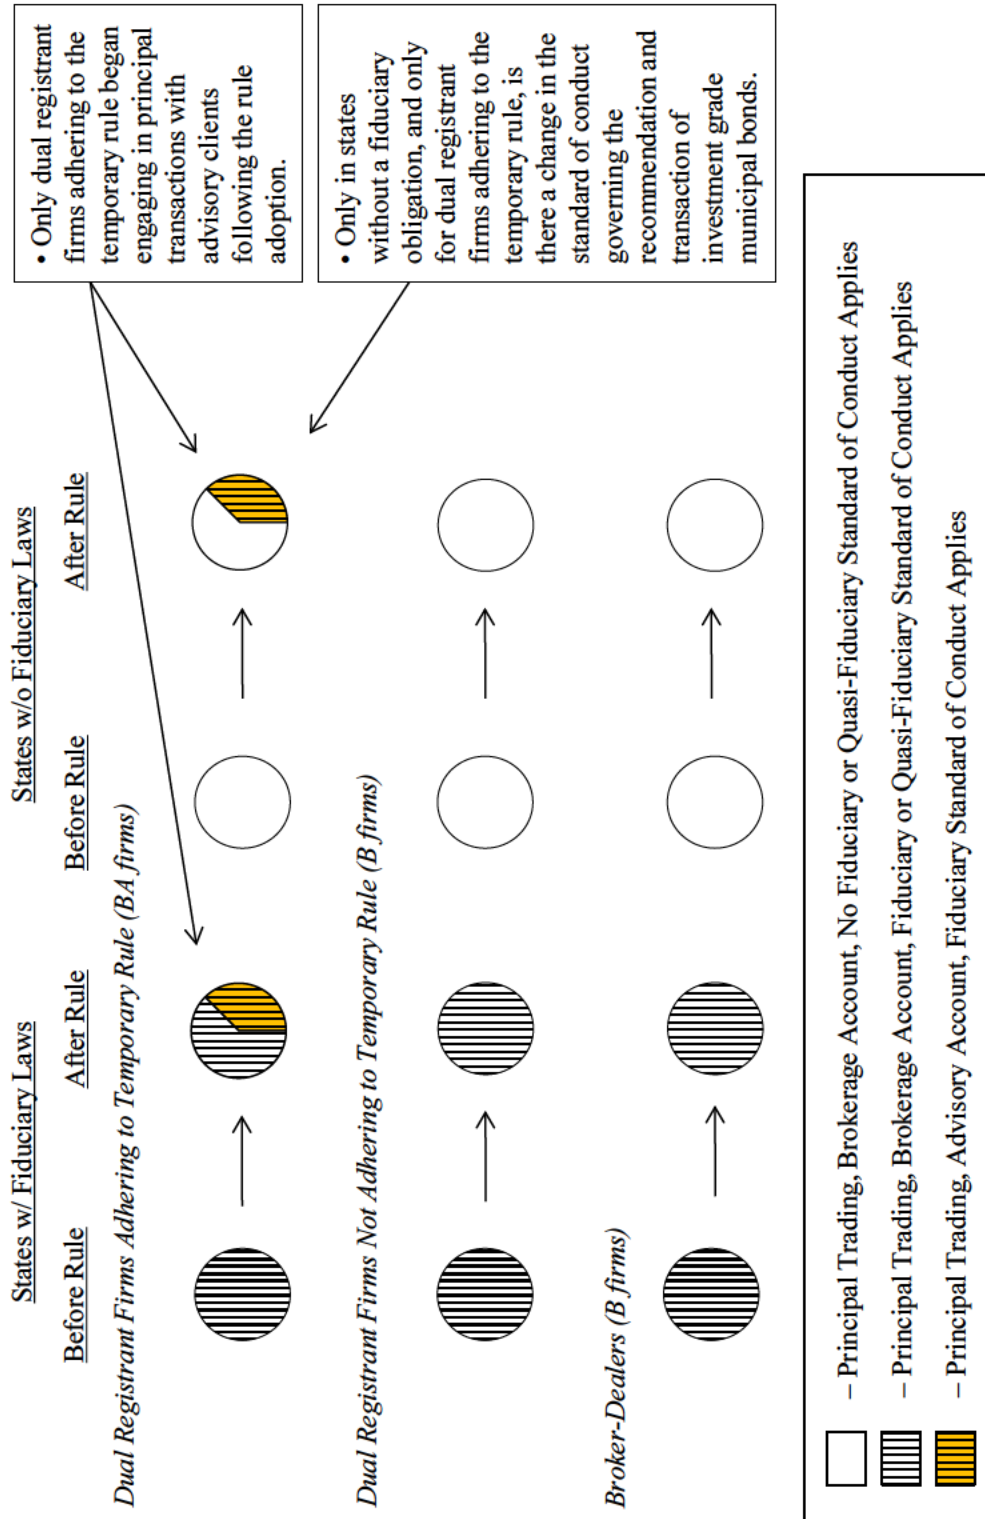 States w/ Fiduciary Laws
States w/o Fiduciary Laws
Before Rule
After Rule
Before Rule
After Rule
Dual Registrant Firms Adhering to Temporary Rule (BA firms)
Dual Registrant Firms Not Adhering to Temporary Rule (B firms)
Broker-Dealers (B firms)
• Only dual registrant
firms adhering to the
temporary rule began
engaging in principal
transactions with
advisory clients
following the rule
adoption.
• Only in states
without a fiduciary
obligation, and only
for dual registrant
firms adhering to the
temporary rule, is
there a change in the
standard of conduct
governing the
recommendation and
transaction of
investment grade
municipal bonds.
– Principal Trading, Brokerage Account, No Fiduciary or Quasi-Fiduciary Standard of Conduct Applies
– Principal Trading, Brokerage Account, Fiduciary or Quasi-Fiduciary Standard of Conduct Applies
– Principal Trading, Advisory Account, Fiduciary Standard of Conduct Applies